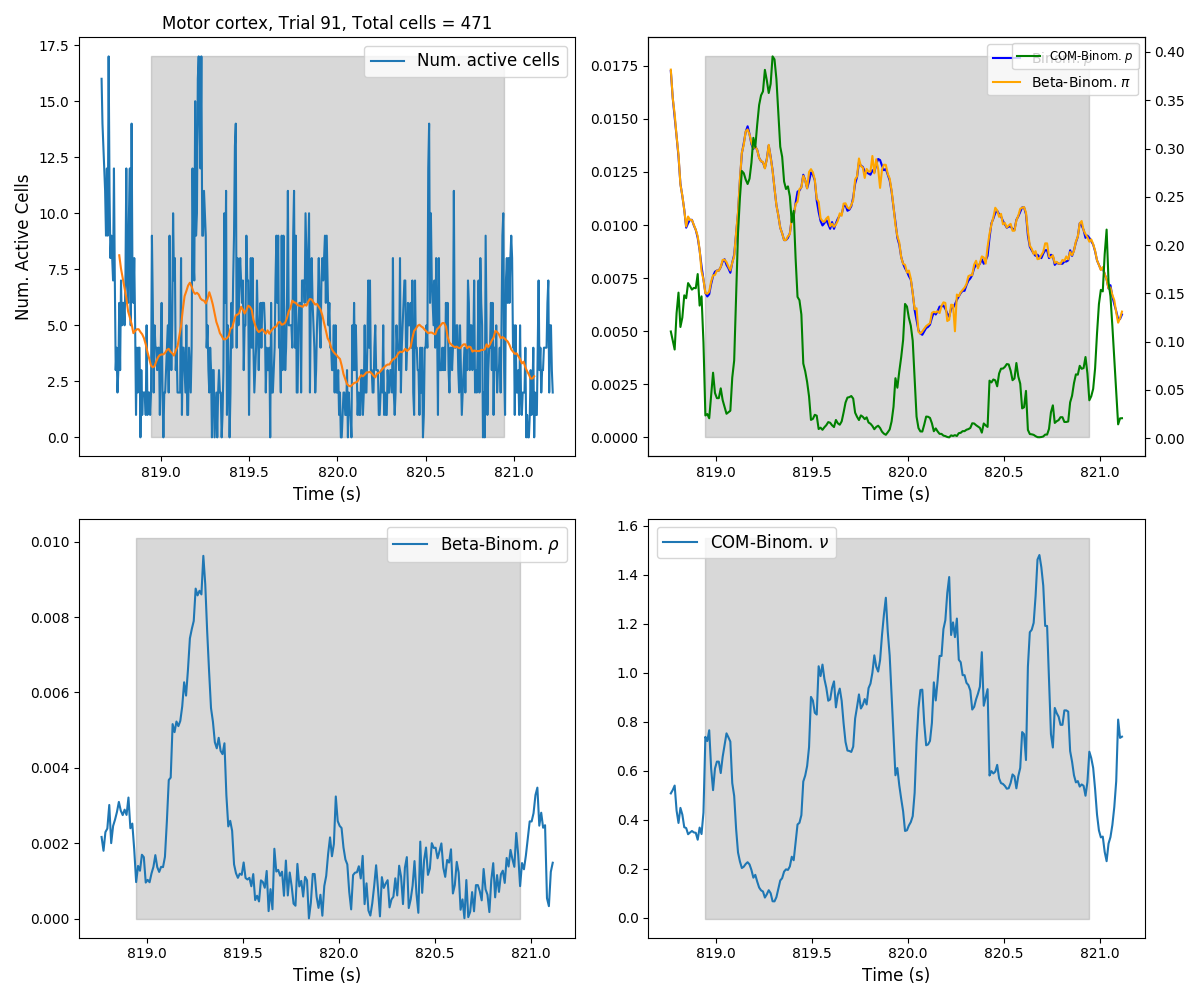 Motor cortex, Trial 91, Total cells = 471
Num. Active Cells
17.5
15.0
12.5
10.0
7.5
5.0
2.5
0.0
Num. active cells
819.0 819.5 820.0 820.5 821.0
Time (s)
0.0175
0.0150
0.0125
0.0100
0.0075
0.0050
0.0025
0.0000
COM-Binom. p
Beta-Binom. π
0.40
0.35
0.30
0.25
0.20
0.15
0.10
0.05
0.00
819.0 819.5 820.0 820.5 821.0
Time (s)
0.010
0.008
0.006
0.004
0.002
0.000
Beta-Binom. ρ
819.0 819.5 820.0 820.5 821.0
Time (s)
1.6
1.4
1.2
1.0
0.8
0.6
0.4
0.2
0.0
COM-Binom. ν
819.0 819.5 820.0 820.5 821.0
Time (s)